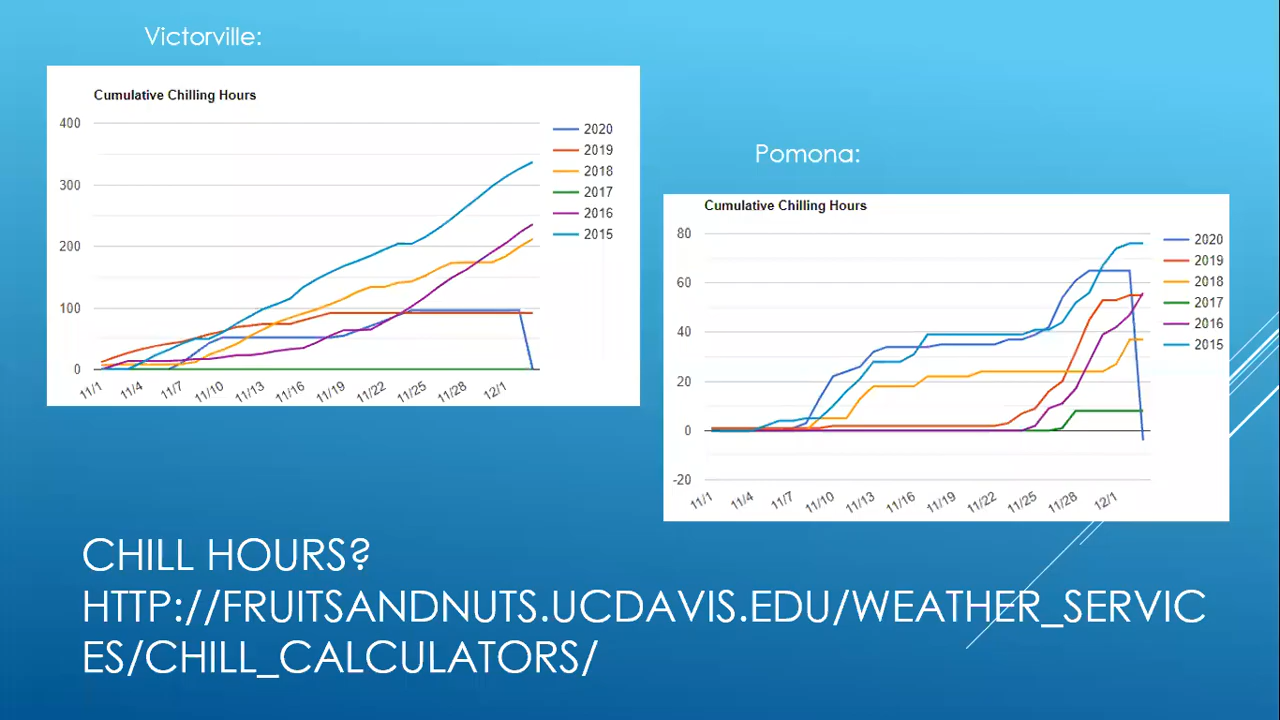 Victorville:
Cumulative Chilling Hours
400
300
200
100
0
11/1 11/4 11/7 11/10 11/13 11/16 11/19 11/22 11/25 11/28 12/1
2020
2019
2018
2017
2016
2015
Pomona:
Cumulative Chilling Hours
80
60
40
20
0
-20
11/1 11/4 11/7 11/10 11/13 11/16 11/19 11/22 11/25 11/28 12/1
2020
2019
2018
2017
2016
2015
CHILL HOURS?
HTTP://FRUITSANDNUTS.UCDAVIS.EDU/WEATHER_SERVIC
ES/CHILL_CALCULATORS/